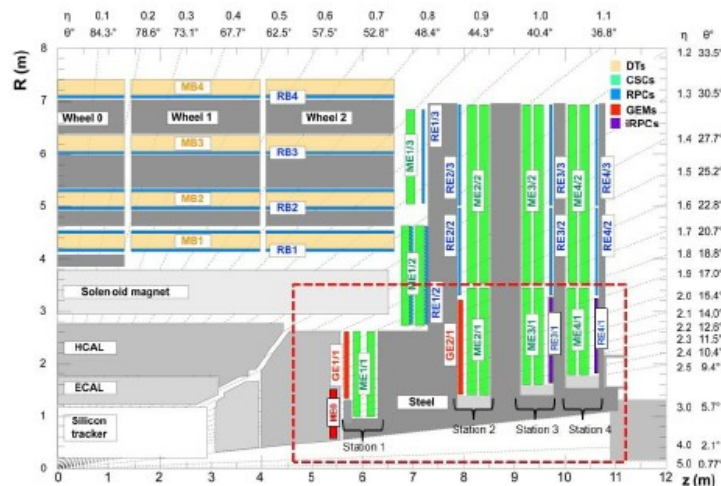 η 0.1 0.2 0.3 0.4 0.5 0.6 0.7 0.8 0.9 1.0 1.1 η θ°
θ° 84.3° 78.6° 73.1° 67.7° 62.5° 57.5° 52.8° 48.4° 44.3° 40.4° 36.8°
R (m)
8
7
6
5
4
3
2
1
0
1.2 33.5°
1.3 30.5°
1.4 27.7°
1.5 25.2°
1.6 22.8°
1.7 20.7°
1.8 18.8°
1.9 17.0°
2.0 15.4°
2.1 14.0°
2.2 12.6°
2.3 11.5°
2.4 10.4°
2.5 9.4°
3.0 5.7°
4.0 2.1°
5.0 0.77°
DTs
CSCs
RPCs
GEMs
iRPCs
MB4
RB4
Wheel 0
Wheel 1
Wheel 2
MB3
RB3
MB2
RB2
MB1
RB1
Solenoid magnet
HCAL
ECAL
Silicon
tracker
Steel
ME1/3
RE1/3
ME1/2
RE1/2
GE1/1
ME1/1
ME0
RE2/3
ME2/2
RE2/2
GE2/1
ME2/1
ME3/2
RE3/3
RE3/2
ME3/1
RE3/1
ME4/2
RE4/3
RE4/2
ME4/1
RE4/1
Station 1
Station 2
Station 3
Station 4
0 1 2 3 4 5 6 7 8 9 10 11 12
z (m)